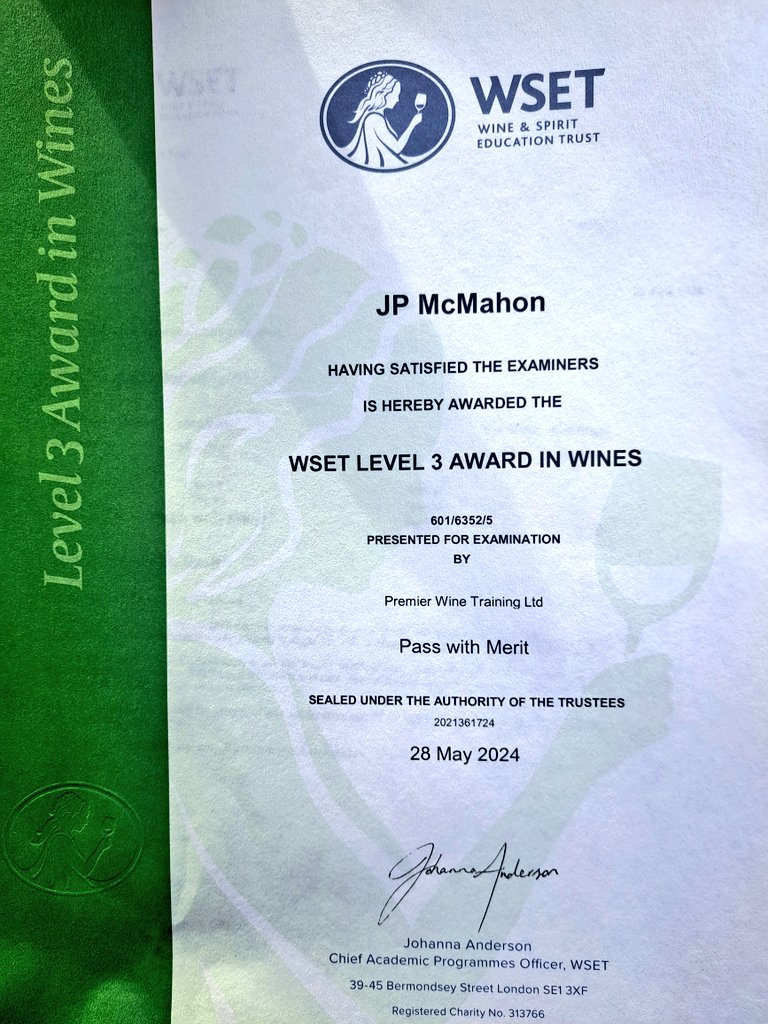 Level 3 Award in Wines
WSET
WINE & SPIRIT
EDUCATION TRUST
JP McMahon
HAVING SATISFIED THE EXAMINERS
IS HEREBY AWARDED THE
WSET LEVEL 3 AWARD IN WINES
601/6352/5
PRESENTED FOR EXAMINATION
BY
Premier Wine Training Ltd
Pass with Merit
SEALED UNDER THE AUTHORITY OF THE TRUSTEES
2021361724
28 May 2024
Johanna Anderson
Johanna Anderson
Chief Academic Programmes Officer, WSET
39-45 Bermondsey Street London SE1 3XF
Registered Charity No. 313766